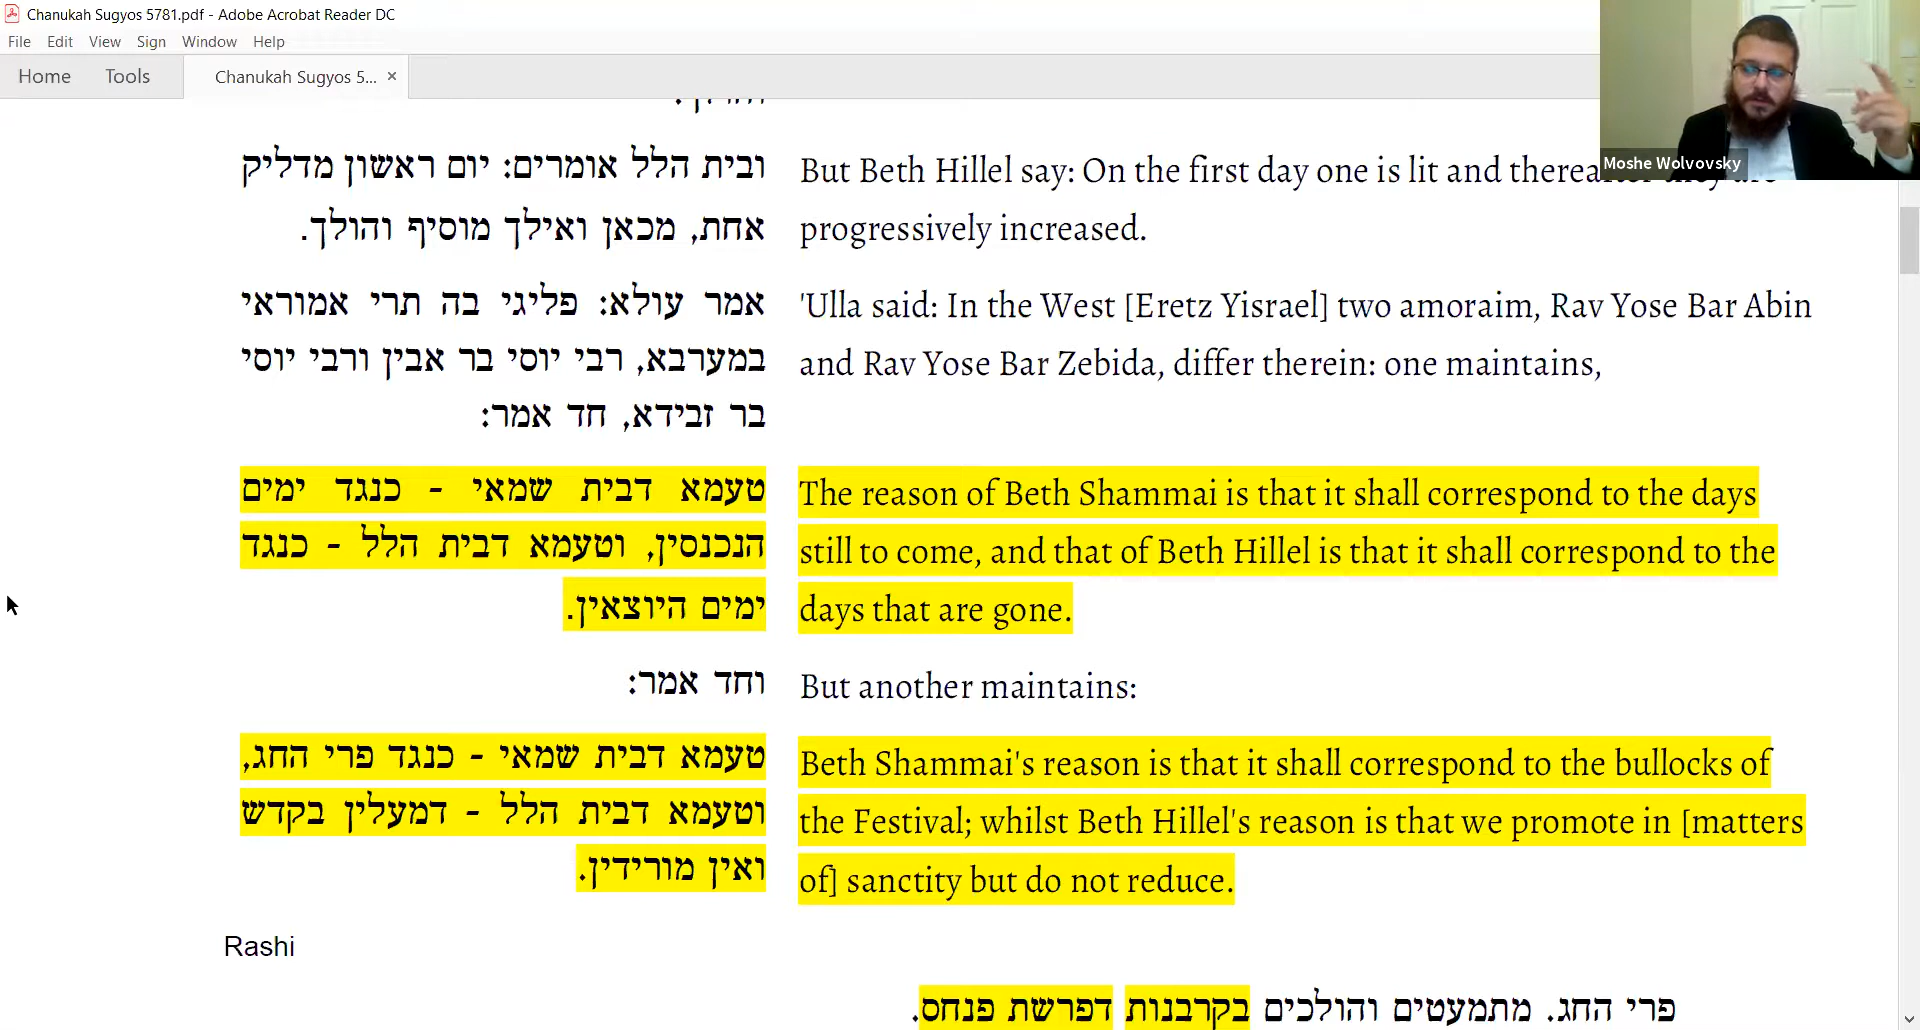 Chanukah Sugyos 5781.pdf - Adobe Acrobat Reader DC
File Edit View Sign Window Help
Home Tools Chanukah Sugyos 5... ×
Moshe Wolvovsky
ובית הלל אומרים: יום ראשון מדליק
אחת, מכאן ואילך מוסיף והולך.
But Beth Hillel say: On the first day one is lit and thereafter they are
progressively increased.
אמר עולא: פליגי בה תרי אמוראי
במערבא, רבי יוסי בר אבין ורבי יוסי
בר זבידא, חד אמר:
'Ulla said: In the West [Eretz Yisrael] two amoraim, Rav Yose Bar Abin
and Rav Yose Bar Zebida, differ therein: one maintains,
טעמא דבית שמאי - כנגד ימים
הנכנסין, וטעמא דבית הלל - כנגד
ימים היוצאין.
The reason of Beth Shammai is that it shall correspond to the days
still to come, and that of Beth Hillel is that it shall correspond to the
days that are gone.
וחד אמר:
But another maintains:
טעמא דבית שמאי - כנגד פרי החג,
וטעמא דבית הלל - דמעלין בקדש
ואין מורידין.
Beth Shammai's reason is that it shall correspond to the bullocks of
the Festival; whilst Beth Hillel's reason is that we promote in [matters
of] sanctity but do not reduce.
Rashi
פרי החג. מתמעטים והולכים בקרבנות דפרשת פנחס.